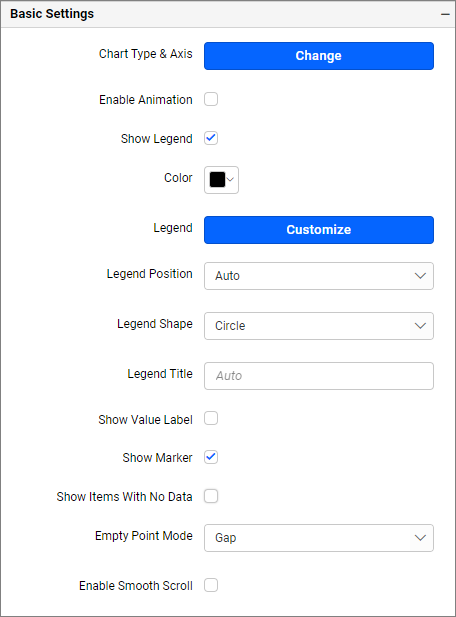 Basic Settings
Chart Type & Axis Change
Enable Animation
Show Legend
Color
Legend Customize
Legend Position Auto
Legend Shape Circle
Legend Title Auto
Show Value Label
Show Marker
Show Items With No Data
Empty Point Mode Gap
Enable Smooth Scroll